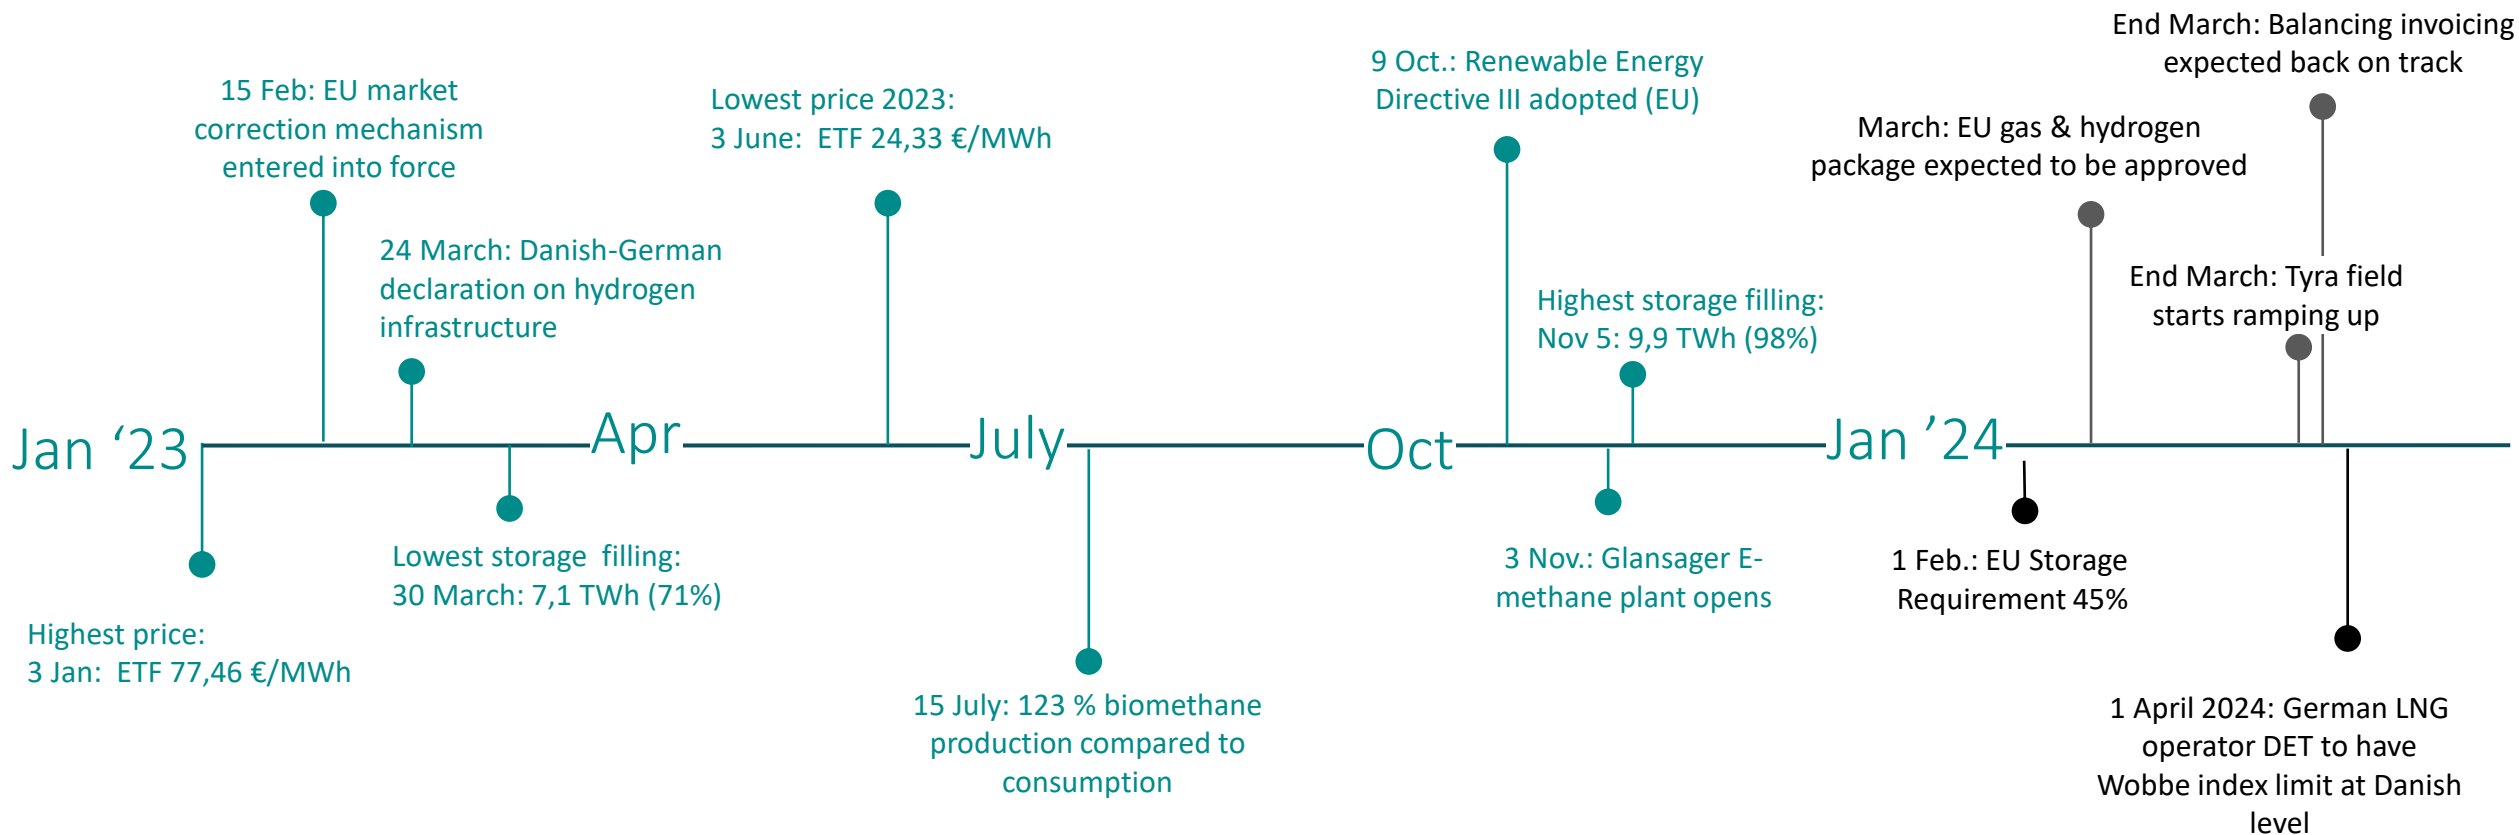 End March: Balancing invoicing
expected back on track
9 Oct.: Renewable Energy
Directive III adopted (EU)
15 Feb: EU market
correction mechanism
entered into force
Lowest price 2023:
3 June:  ETF 24,33 €/MWh
March: EU gas & hydrogen
package expected to be approved
24 March: Danish-German
declaration on hydrogen
infrastructure
End March: Tyra field
starts ramping up
Highest storage filling:
Nov 5: 9,9 TWh (98%)
Jan ‘23
Apr
July
Oct
Jan ’24
Lowest storage  filling:
30 March: 7,1 TWh (71%)
3 Nov.: Glansager E-
methane plant opens
1 Feb.: EU Storage
Requirement 45%
Highest price:
3 Jan:  ETF 77,46 €/MWh
15 July: 123 % biomethane
production compared to
consumption
1 April 2024: German LNG
operator DET to have
Wobbe index limit at Danish
level